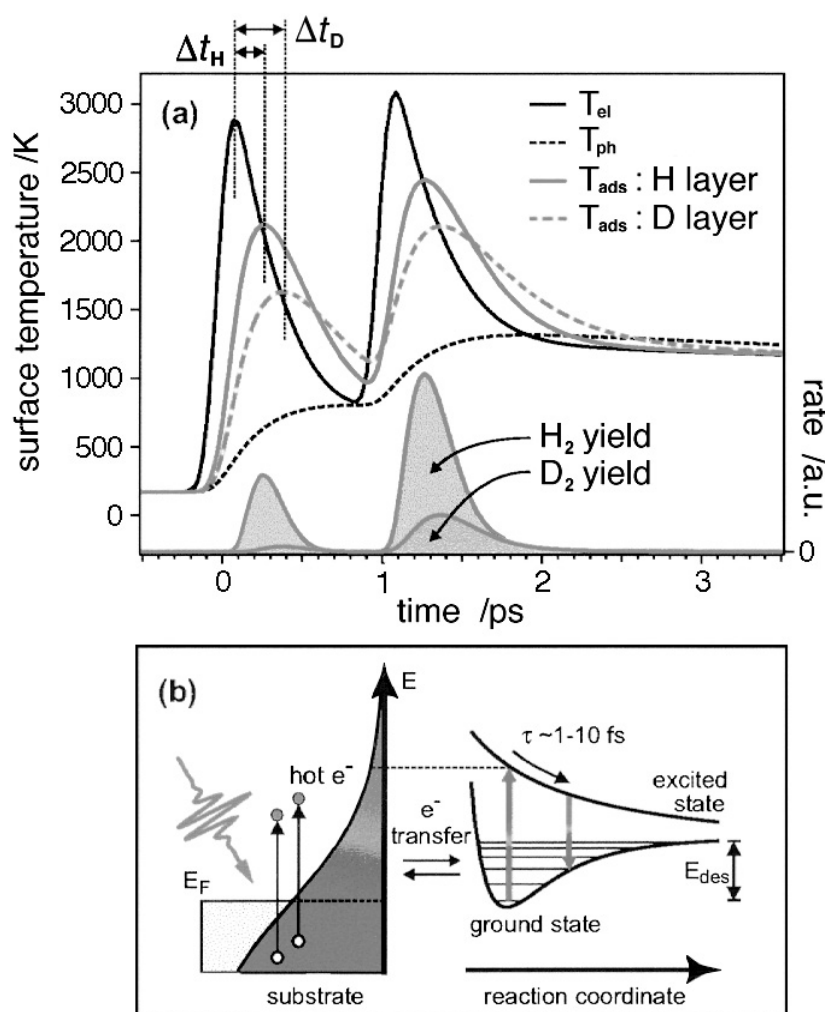 Δt_H Δt_D
(a)
T_el
T_ph
T_ads : H layer
T_ads : D layer
3000
2500
2000
1500
1000
500
0
surface temperature /K
H₂ yield
D₂ yield
rate /a.u.
0
0 1 2 3
time /ps
(b)
E
τ ~1-10 fs
hot e⁻
excited
state
e⁻
transfer
E_F
E_des
ground state
substrate
reaction coordinate